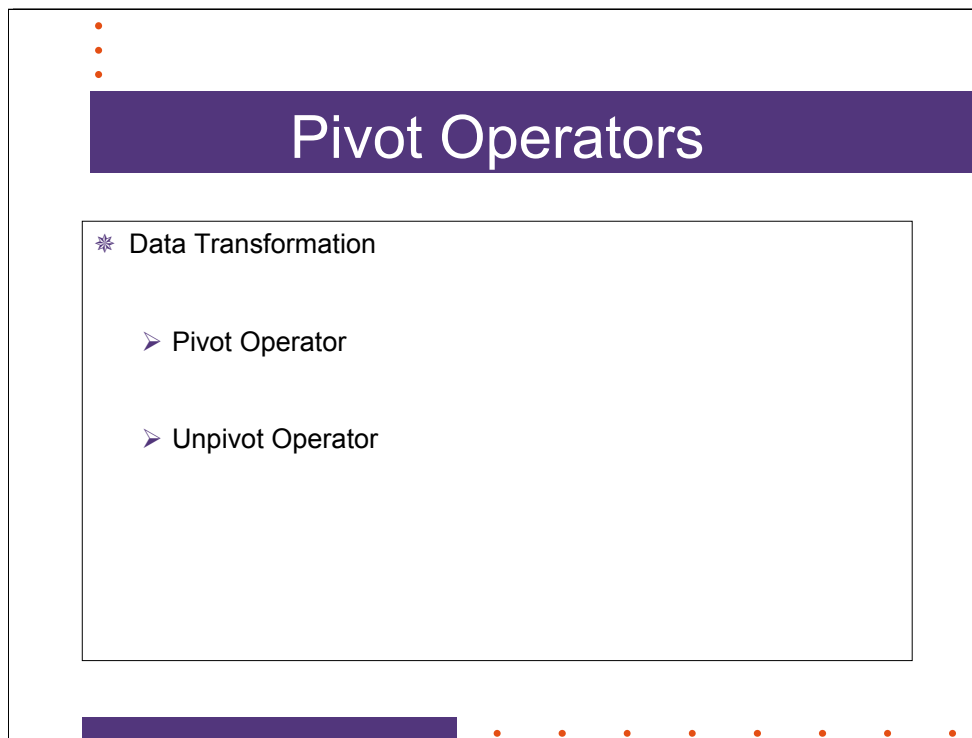 Pivot Operators
Data Transformation
Pivot Operator
Unpivot Operator